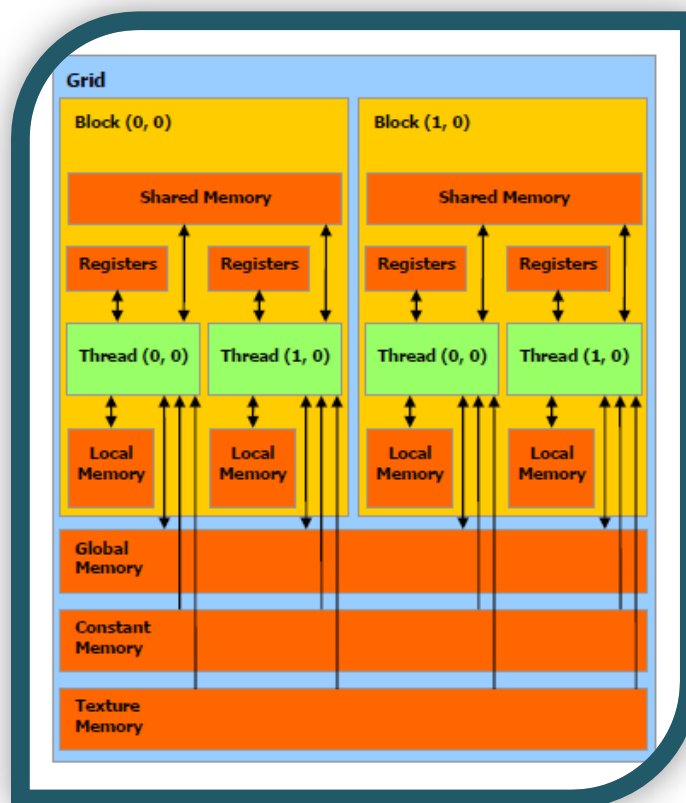 Grid
Block (0, 0)
Shared Memory
Registers
Registers
Thread (0, 0)
Thread (1, 0)
Local
Memory
Local
Memory
Block (1, 0)
Shared Memory
Registers
Registers
Thread (0, 0)
Thread (1, 0)
Local
Memory
Local
Memory
Global
Memory
Constant
Memory
Texture
Memory